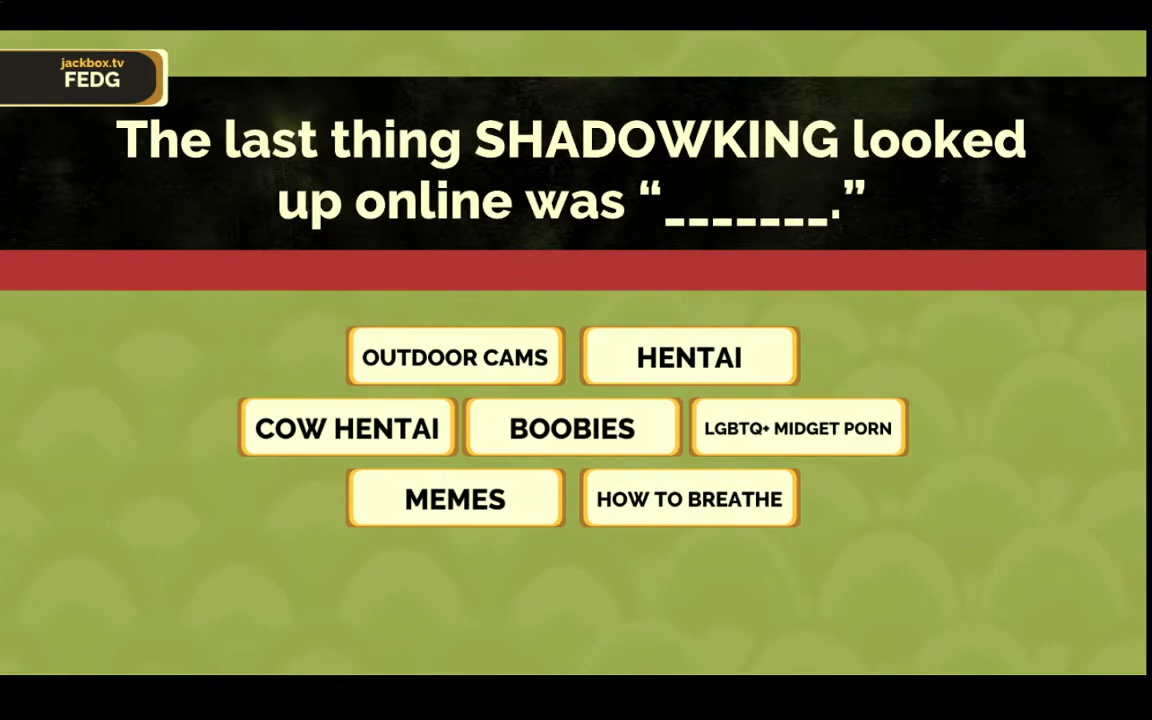 jackbox.tv
FEDG
The last thing SHADOWKING looked
up online was “_______.”
OUTDOOR CAMS
HENTAI
COW HENTAI
BOOBIES
LGBTQ+ MIDGET PORN
MEMES
HOW TO BREATHE